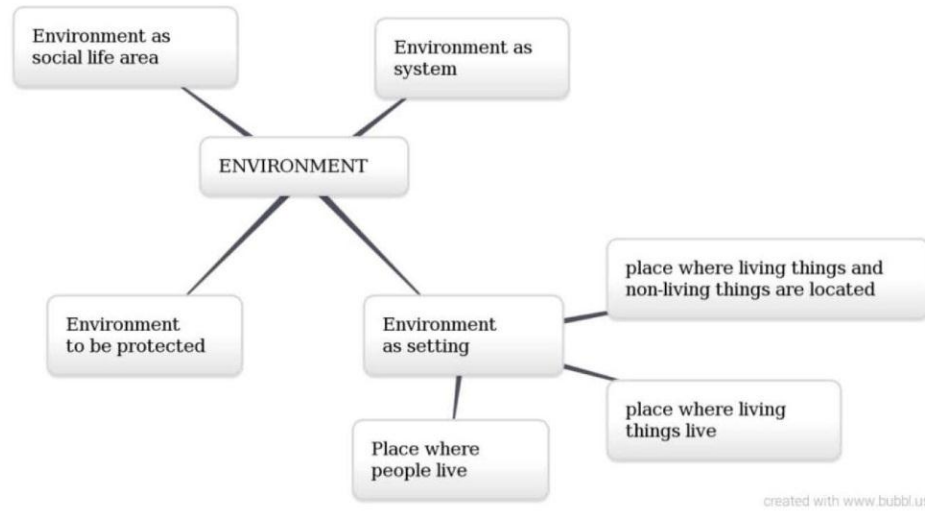 Environment as
social life area
Environment as
system
ENVIRONMENT
Environment
to be protected
Environment
as setting
place where living things and
non-living things are located
place where living
things live
Place where
people live
created with www.bubbl.us